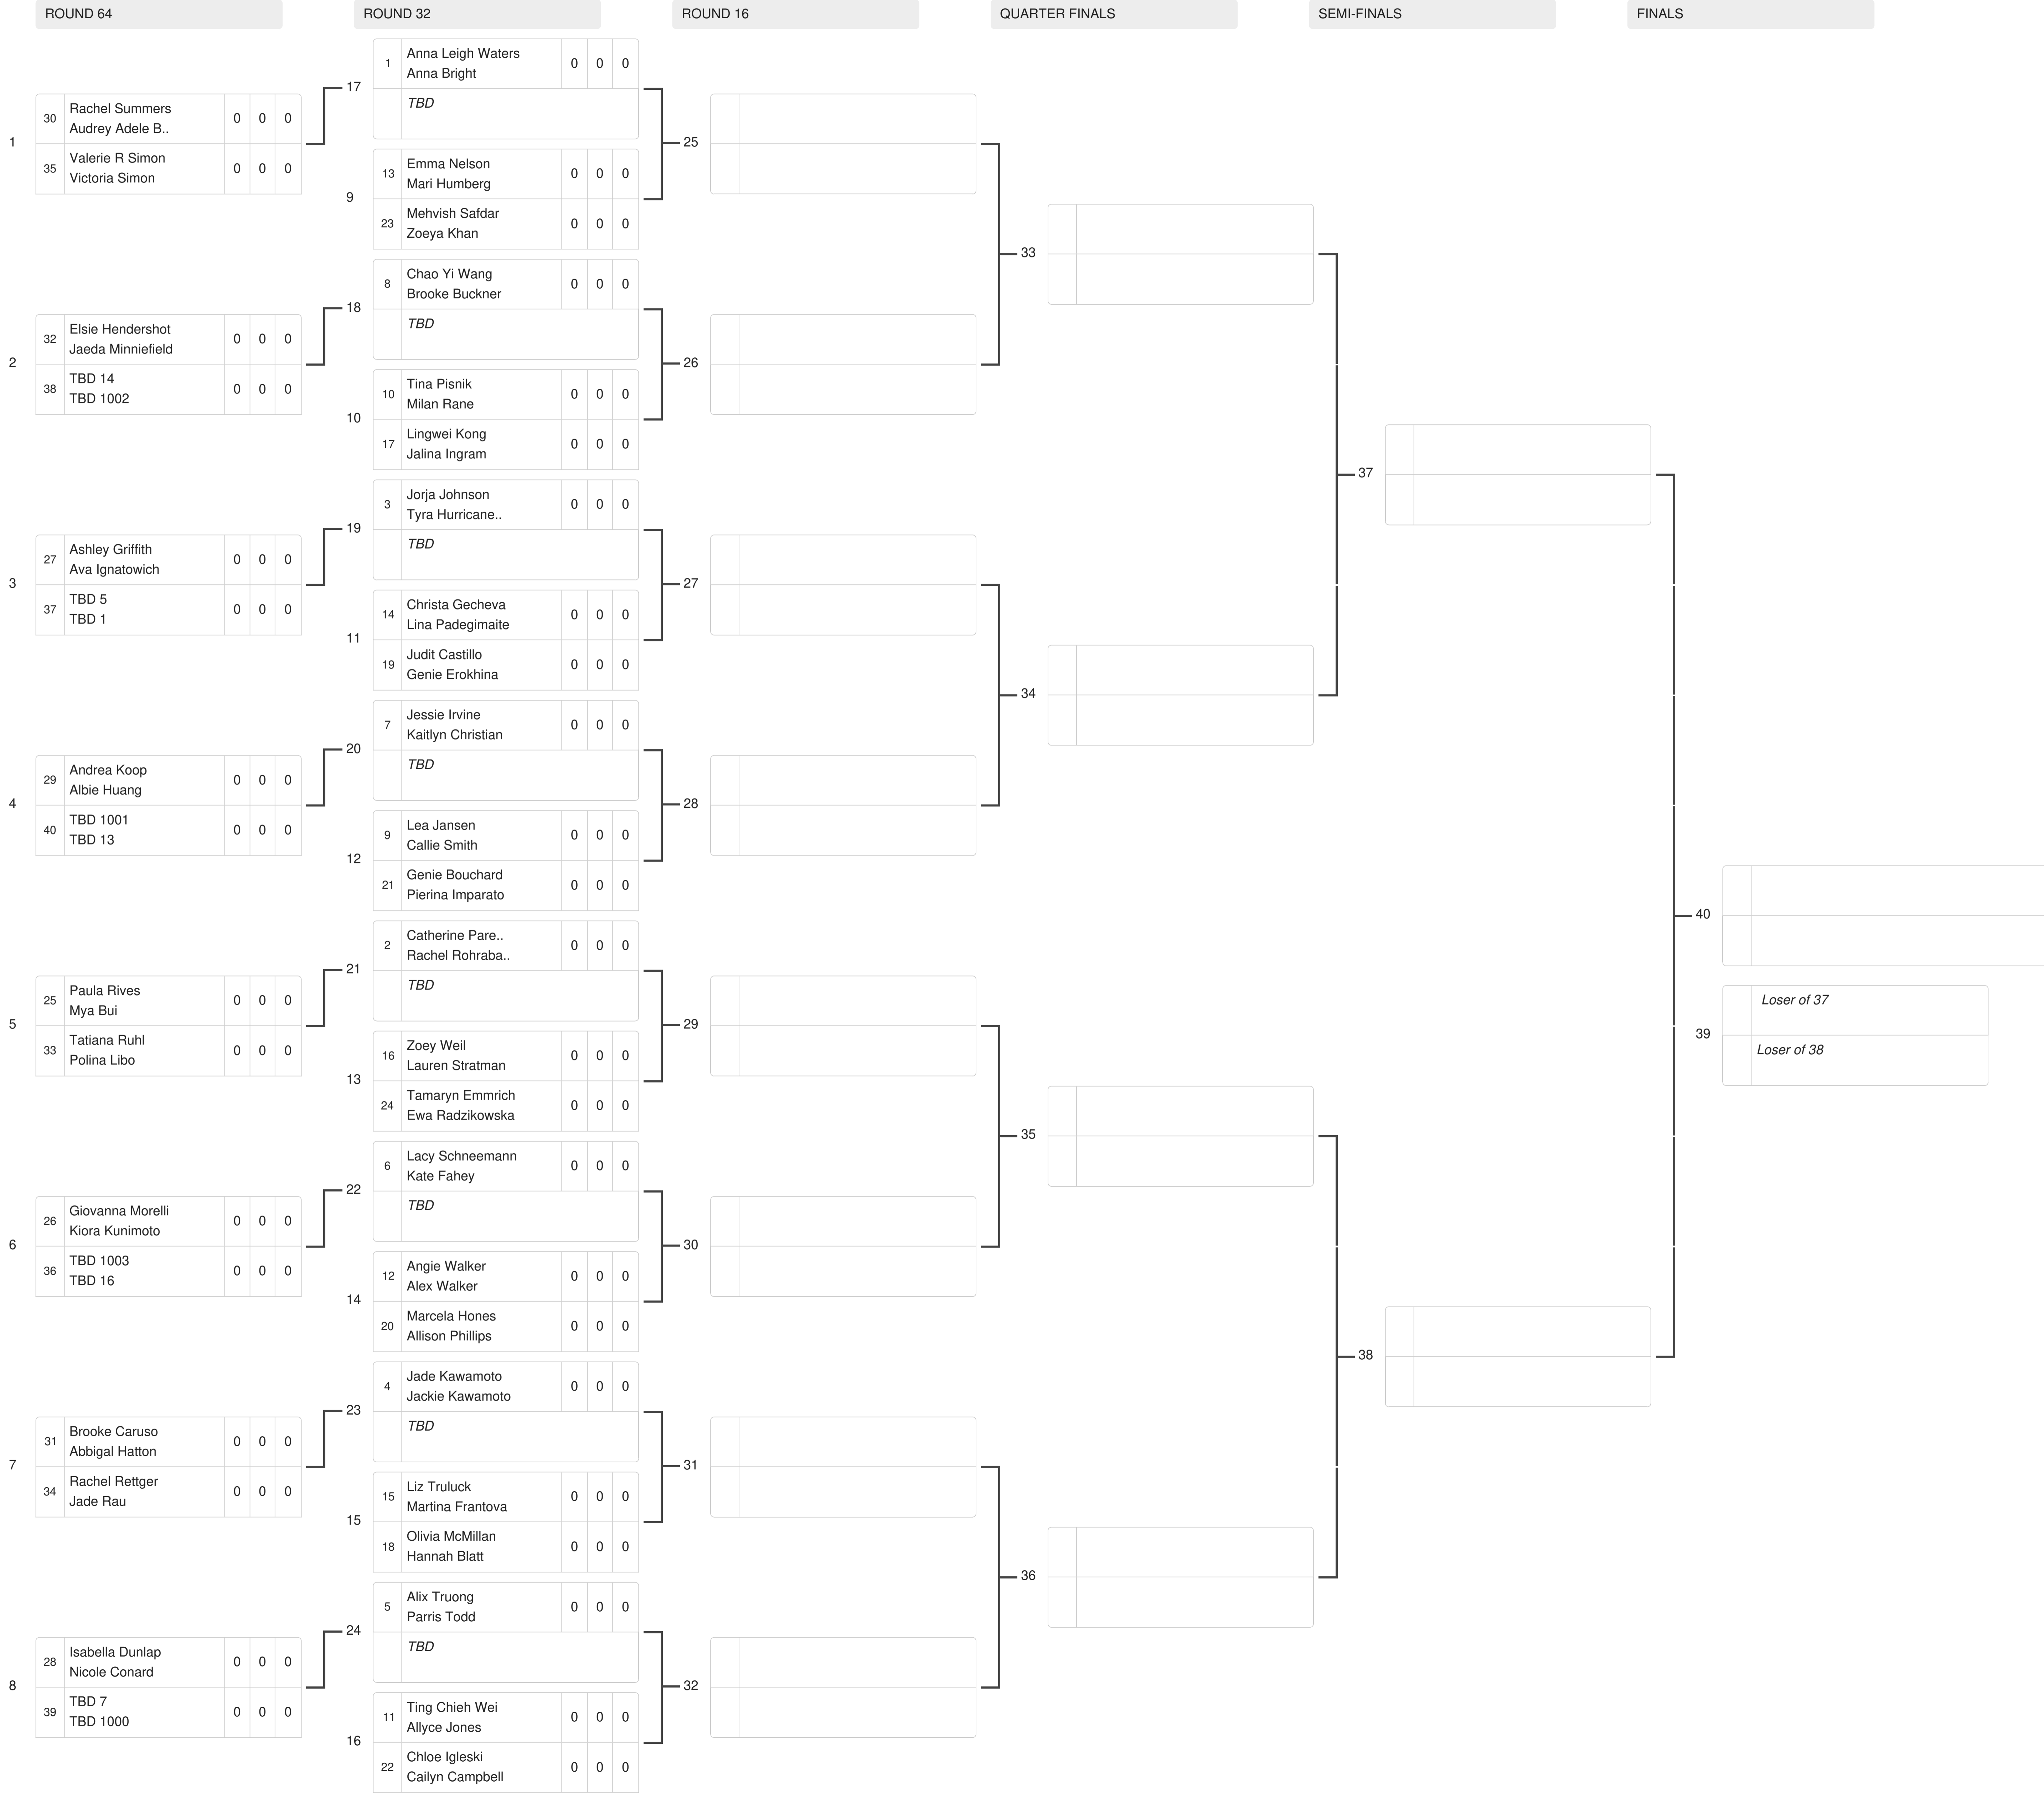 ROUND 64
ROUND 32
ROUND 16
QUARTER FINALS
SEMI-FINALS
FINALS
1
30
Rachel Summers
Audrey Adele B..
0 0 0
35
Valerie R Simon
Victoria Simon
0 0 0
2
32
Elsie Hendershot
Jaeda Minniefield
0 0 0
38
TBD 14
TBD 1002
0 0 0
3
27
Ashley Griffith
Ava Ignatowich
0 0 0
37
TBD 5
TBD 1
0 0 0
4
29
Andrea Koop
Albie Huang
0 0 0
40
TBD 1001
TBD 13
0 0 0
5
25
Paula Rives
Mya Bui
0 0 0
33
Tatiana Ruhl
Polina Libo
0 0 0
6
26
Giovanna Morelli
Kiora Kunimoto
0 0 0
36
TBD 1003
TBD 16
0 0 0
7
31
Brooke Caruso
Abbigal Hatton
0 0 0
34
Rachel Rettger
Jade Rau
0 0 0
8
28
Isabella Dunlap
Nicole Conard
0 0 0
39
TBD 7
TBD 1000
0 0 0
17
1
Anna Leigh Waters
Anna Bright
0 0 0
TBD
9
13
Emma Nelson
Mari Humberg
0 0 0
23
Mehvish Safdar
Zoeya Khan
0 0 0
18
8
Chao Yi Wang
Brooke Buckner
0 0 0
TBD
10
10
Tina Pisnik
Milan Rane
0 0 0
17
Lingwei Kong
Jalina Ingram
0 0 0
19
3
Jorja Johnson
Tyra Hurricane..
0 0 0
TBD
11
14
Christa Gecheva
Lina Padegimaite
0 0 0
19
Judit Castillo
Genie Erokhina
0 0 0
20
7
Jessie Irvine
Kaitlyn Christian
0 0 0
TBD
12
9
Lea Jansen
Callie Smith
0 0 0
21
Genie Bouchard
Pierina Imparato
0 0 0
21
2
Catherine Pare..
Rachel Rohraba..
0 0 0
TBD
13
16
Zoey Weil
Lauren Stratman
0 0 0
24
Tamaryn Emmrich
Ewa Radzikowska
0 0 0
22
6
Lacy Schneemann
Kate Fahey
0 0 0
TBD
14
12
Angie Walker
Alex Walker
0 0 0
20
Marcela Hones
Allison Phillips
0 0 0
23
4
Jade Kawamoto
Jackie Kawamoto
0 0 0
TBD
15
15
Liz Truluck
Martina Frantova
0 0 0
18
Olivia McMillan
Hannah Blatt
0 0 0
24
5
Alix Truong
Parris Todd
0 0 0
TBD
16
11
Ting Chieh Wei
Allyce Jones
0 0 0
22
Chloe Igleski
Cailyn Campbell
0 0 0
25
26
27
28
29
30
31
32
33
34
35
36
37
38
40
39
Loser of 37
Loser of 38